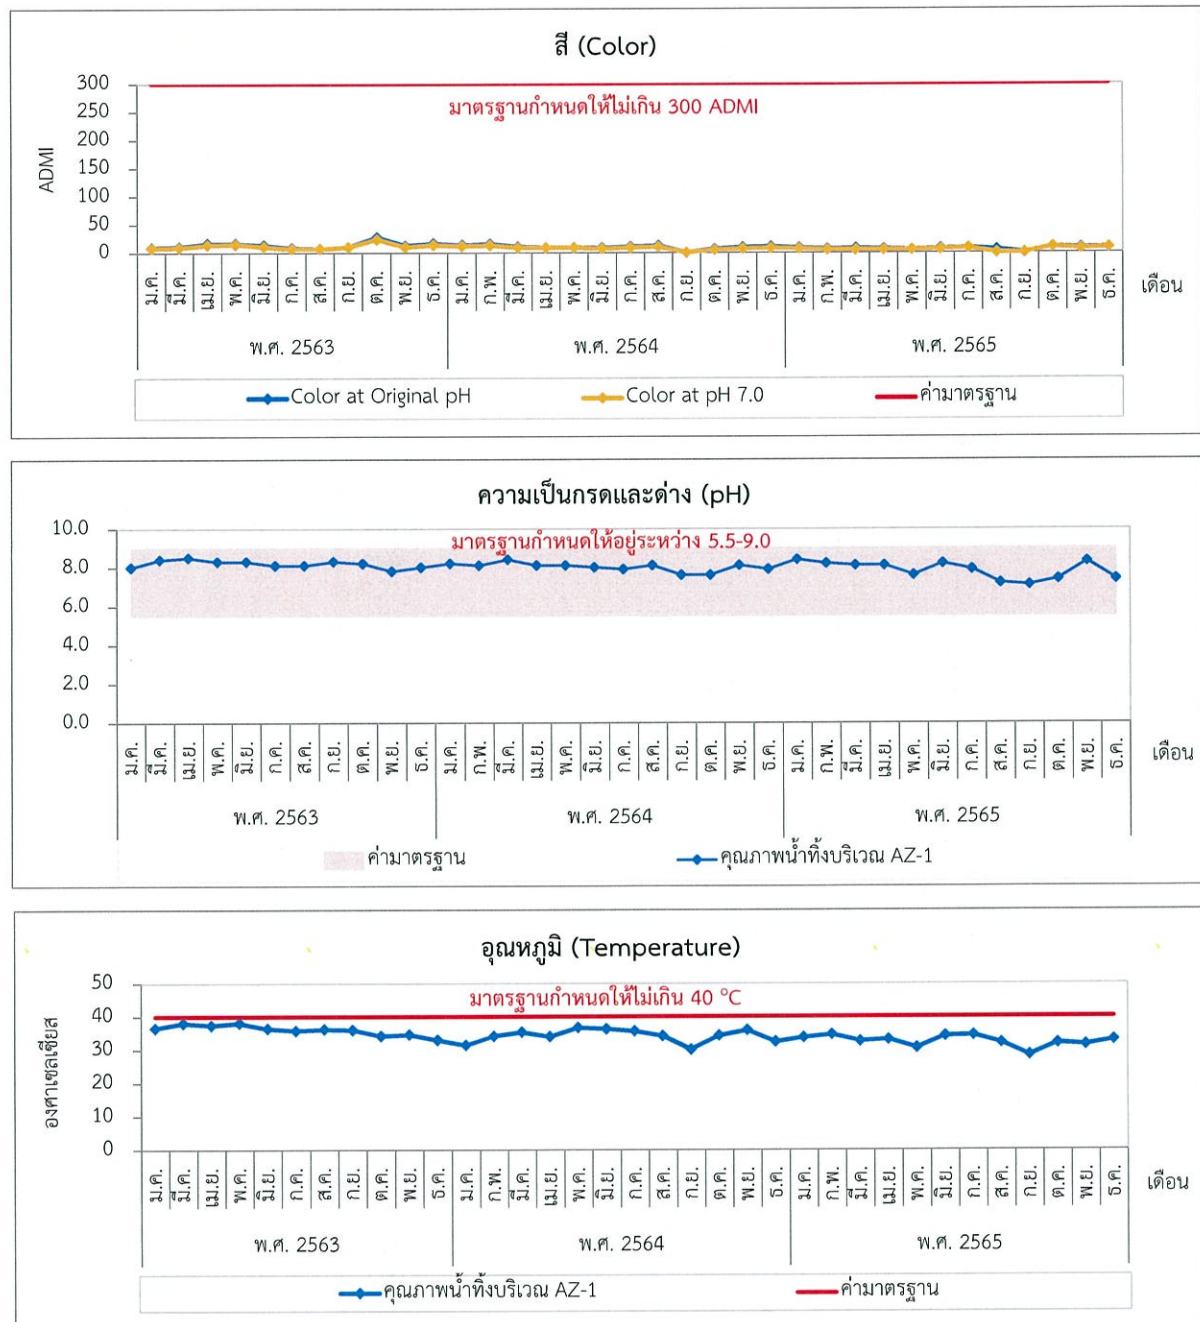 สี (Color)
300
มาตรฐานกำหนดให้ไม่เกิน 300 ADMI
250
200
ADMI
150
100
50
0
ม.ค. มี.ค. เม.ย. พ.ค. มิ.ย. ก.ค. ส.ค. ก.ย. ต.ค. พ.ย. ธ.ค. ม.ค. ก.พ. มี.ค. เม.ย. พ.ค. มิ.ย. ก.ค. ส.ค. ก.ย. ต.ค. พ.ย. ธ.ค. ม.ค. ก.พ. มี.ค. เม.ย. พ.ค. มิ.ย. ก.ค. ส.ค. ก.ย. ต.ค. พ.ย. ธ.ค. เดือน
พ.ศ. 2563 พ.ศ. 2564 พ.ศ. 2565
Color at Original pH Color at pH 7.0 ค่ามาตรฐาน
ความเป็นกรดและด่าง (pH)
10.0
มาตรฐานกำหนดให้อยู่ระหว่าง 5.5-9.0
8.0
6.0
4.0
2.0
0.0
ม.ค. มี.ค. เม.ย. พ.ค. มิ.ย. ก.ค. ส.ค. ก.ย. ต.ค. พ.ย. ธ.ค. ม.ค. ก.พ. มี.ค. เม.ย. พ.ค. มิ.ย. ก.ค. ส.ค. ก.ย. ต.ค. พ.ย. ธ.ค. ม.ค. ก.พ. มี.ค. เม.ย. พ.ค. มิ.ย. ก.ค. ส.ค. ก.ย. ต.ค. พ.ย. ธ.ค. เดือน
พ.ศ. 2563 พ.ศ. 2564 พ.ศ. 2565
ค่ามาตรฐาน คุณภาพน้ำทิ้งบริเวณ AZ-1
อุณหภูมิ (Temperature)
50
มาตรฐานกำหนดให้ไม่เกิน 40 °C
40
30
องศาเซลเซียส
20
10
0
ม.ค. มี.ค. เม.ย. พ.ค. มิ.ย. ก.ค. ส.ค. ก.ย. ต.ค. พ.ย. ธ.ค. ม.ค. ก.พ. มี.ค. เม.ย. พ.ค. มิ.ย. ก.ค. ส.ค. ก.ย. ต.ค. พ.ย. ธ.ค. ม.ค. ก.พ. มี.ค. เม.ย. พ.ค. มิ.ย. ก.ค. ส.ค. ก.ย. ต.ค. พ.ย. ธ.ค. เดือน
พ.ศ. 2563 พ.ศ. 2564 พ.ศ. 2565
คุณภาพน้ำทิ้งบริเวณ AZ-1 ค่ามาตรฐาน